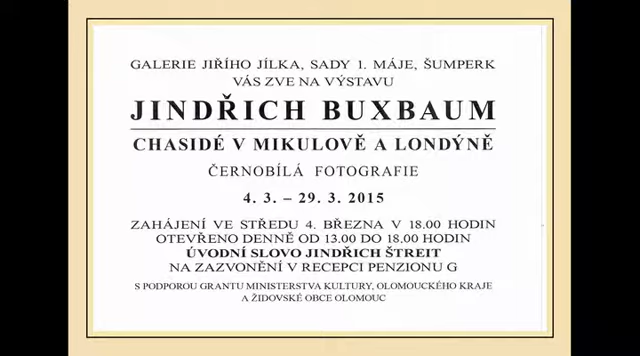 GALERIE JIŘÍHO JÍLKA, SADY 1. MÁJE, ŠUMPERK
VÁS ZVE NA VÝSTAVU
JINDŘICH BUXBAUM
CHASIDÉ V MIKULOVĚ A LONDÝNĚ
ČERNOBÍLÁ FOTOGRAFIE
4. 3. – 29. 3. 2015
ZAHÁJENÍ VE STŘEDU 4. BŘEZNA V 18.00 HODIN
OTEVŘENO DENNĚ OD 13.00 DO 18.00 HODIN
ÚVODNÍ SLOVO JINDŘICH ŠTREIT
NA ZAZVONĚNÍ V RECEPCI PENZIONU G
S PODPOROU GRANTU MINISTERSTVA KULTURY, OLOMOUCKÉHO KRAJE
A ŽIDOVSKÉ OBCE OLOMOUC